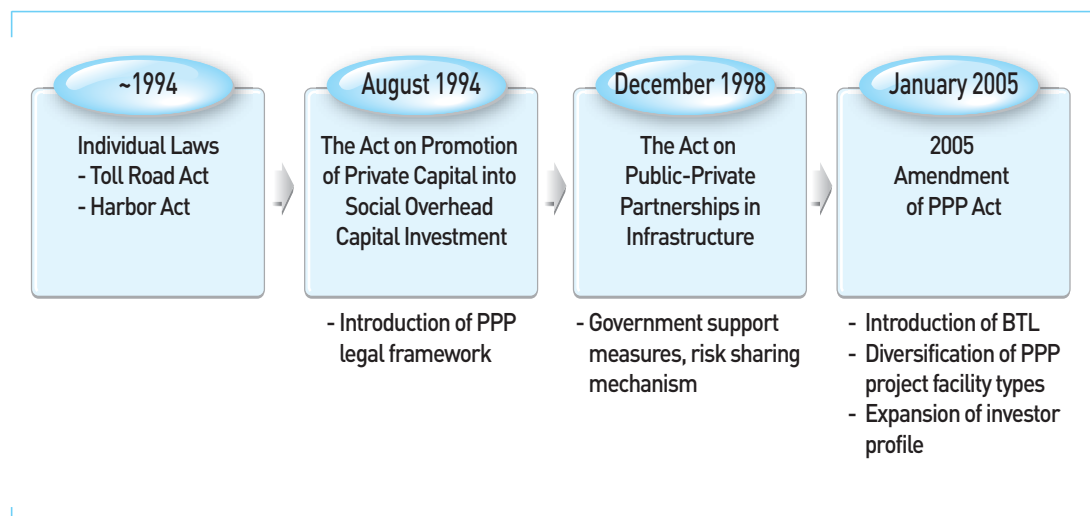 ~1994
Individual Laws
- Toll Road Act
- Harbor Act
August 1994
The Act on Promotion
of Private Capital into
Social Overhead
Capital Investment
- Introduction of PPP
legal framework
December 1998
The Act on
Public-Private
Partnerships in
Infrastructure
- Government support
measures, risk sharing
mechanism
January 2005
2005
Amendment
of PPP Act
- Introduction of BTL
- Diversification of PPP
project facility types
- Expansion of investor
profile